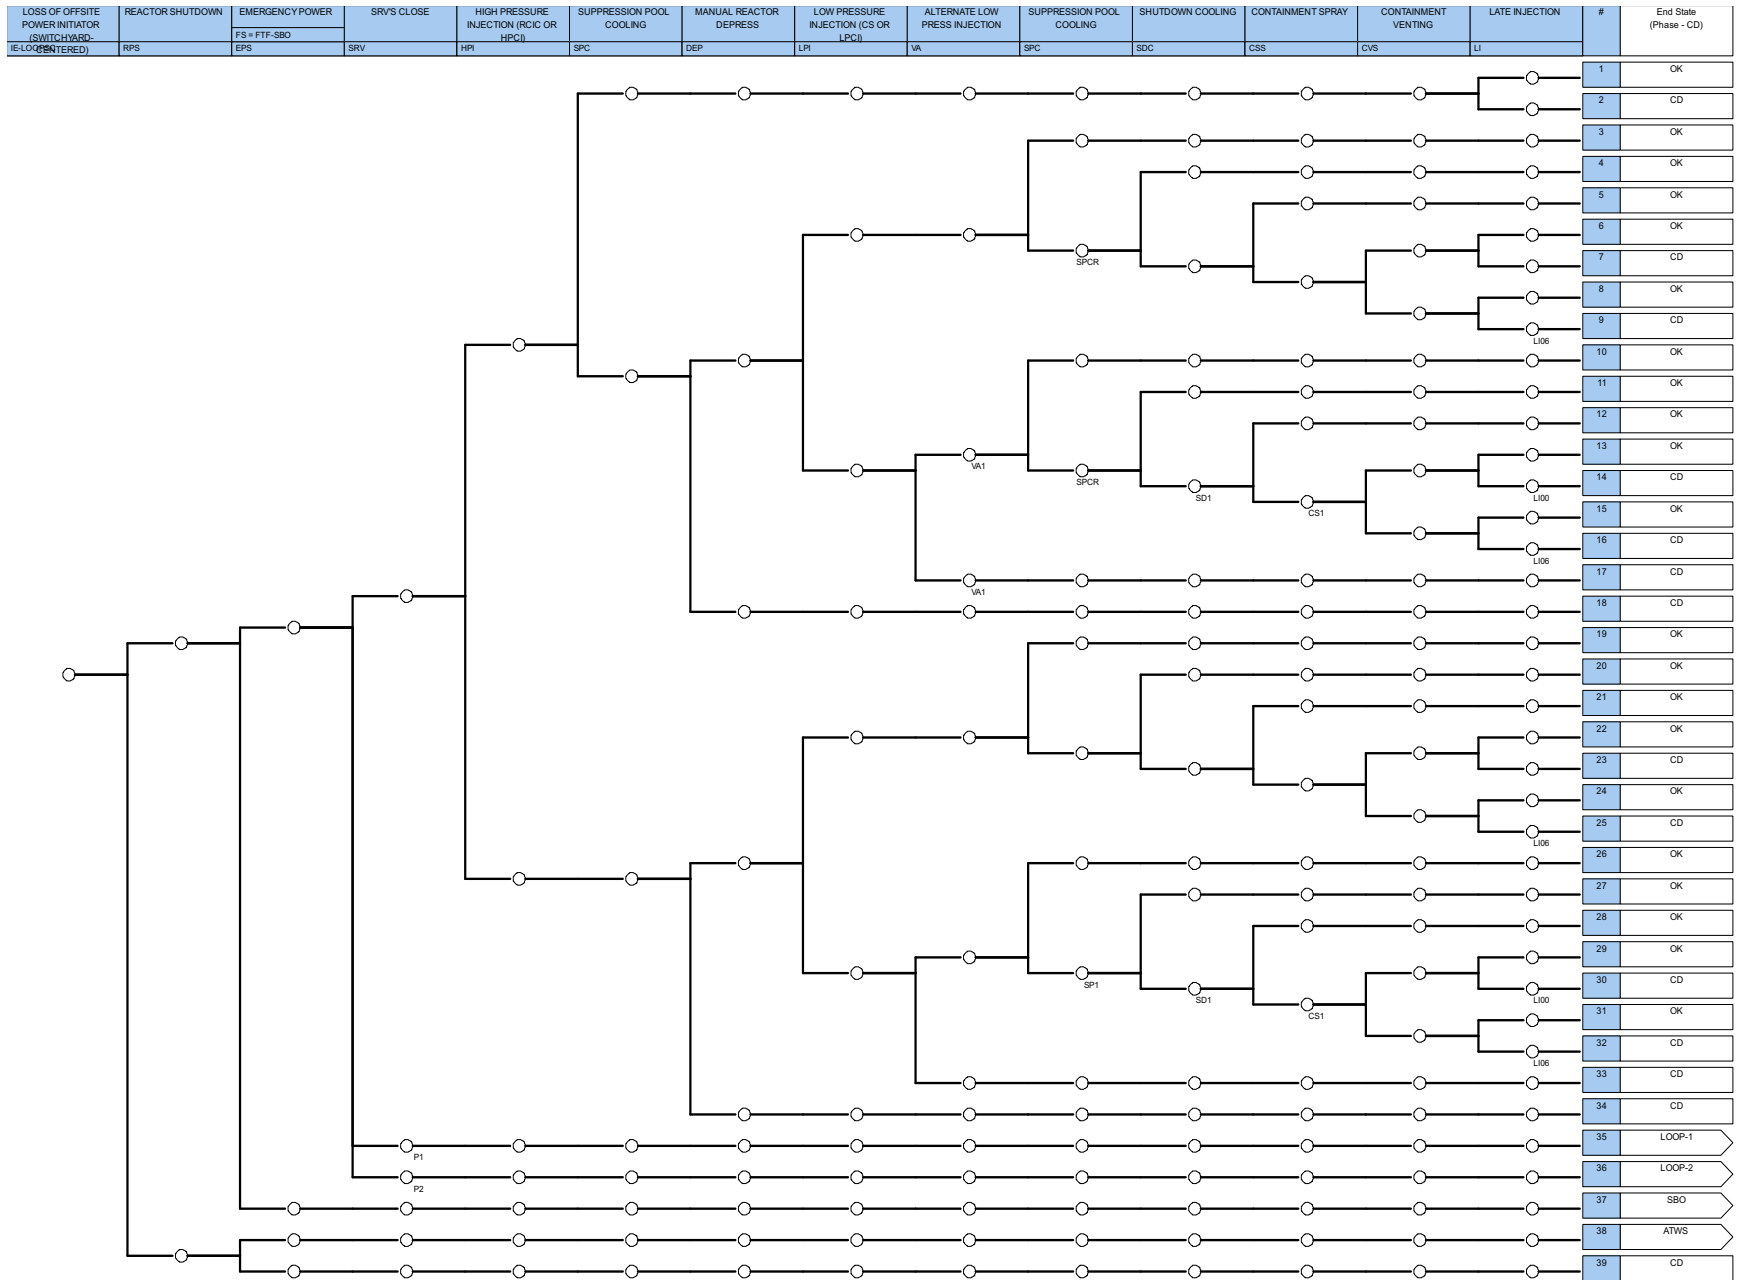 LOSS OF OFFSITE
POWER INITIATOR
(SWITCHYARD-
CENTERED)
REACTOR SHUTDOWN
EMERGENCY POWER
FS = FTF-SBO
SRV'S CLOSE
HIGH PRESSURE
INJECTION (RCIC OR
HPCI)
SUPPRESSION POOL
COOLING
MANUAL REACTOR
DEPRESS
LOW PRESSURE
INJECTION (CS OR
LPCI)
ALTERNATE LOW
PRESS INJECTION
SUPPRESSION POOL
COOLING
SHUTDOWN COOLING
CONTAINMENT SPRAY
CONTAINMENT
VENTING
LATE INJECTION
#
End State
(Phase - CD)
RPS
EPS
SRV
HPI
SPC
DEP
LPI
VA
SPC
SDC
CSS
CVS
LI
1 OK
2 CD
3 OK
4 OK
5 OK
6 OK
SPCR
7 CD
8 OK
9 CD
LI06
10 OK
11 OK
12 OK
13 OK
VA1
14 CD
SPCR
SD1
LI00
15 OK
CS1
16 CD
LI06
17 CD
VA1
18 CD
19 OK
20 OK
21 OK
22 OK
23 CD
24 OK
25 CD
LI06
26 OK
27 OK
28 OK
29 OK
30 CD
SP1
SD1
LI00
31 OK
CS1
32 CD
LI06
33 CD
34 CD
35 LOOP-1
P1
36 LOOP-2
P2
37 SBO
38 ATWS
39 CD